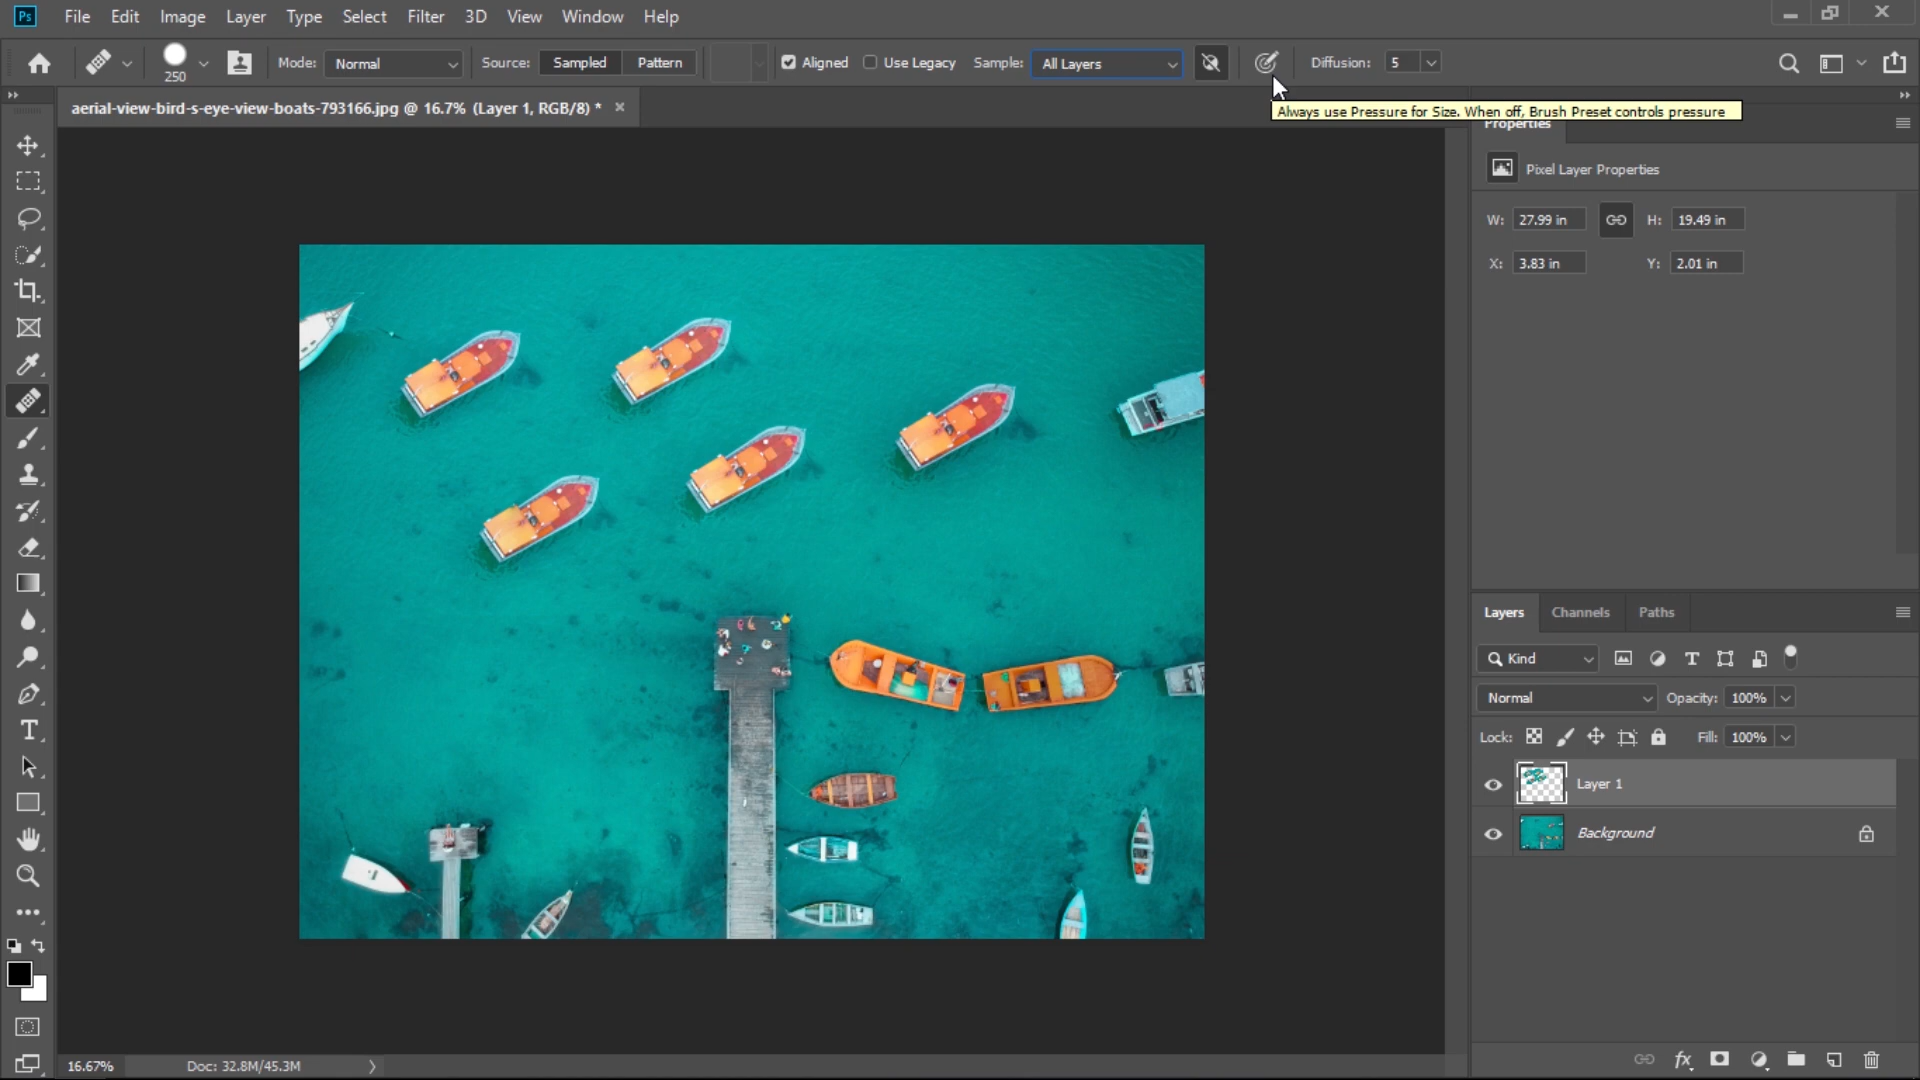 Ps File Edit Image Layer Type Select Filter 3D View Window Help
250 Mode: Normal Source: Sampled Pattern Aligned Use Legacy Sample: All Layers Diffusion: 5
aerial-view-bird-s-eye-view-boats-793166.jpg @ 16.7% (Layer 1, RGB/8) *
Always use Pressure for Size. When off, Brush Preset controls pressure
Properties
Pixel Layer Properties
W: 27.99 in H: 19.49 in
X: 3.83 in Y: 2.01 in
Layers Channels Paths
Kind
Normal Opacity: 100%
Lock: Fill: 100%
Layer 1
Background
16.67% Doc: 32.8M/45.3M